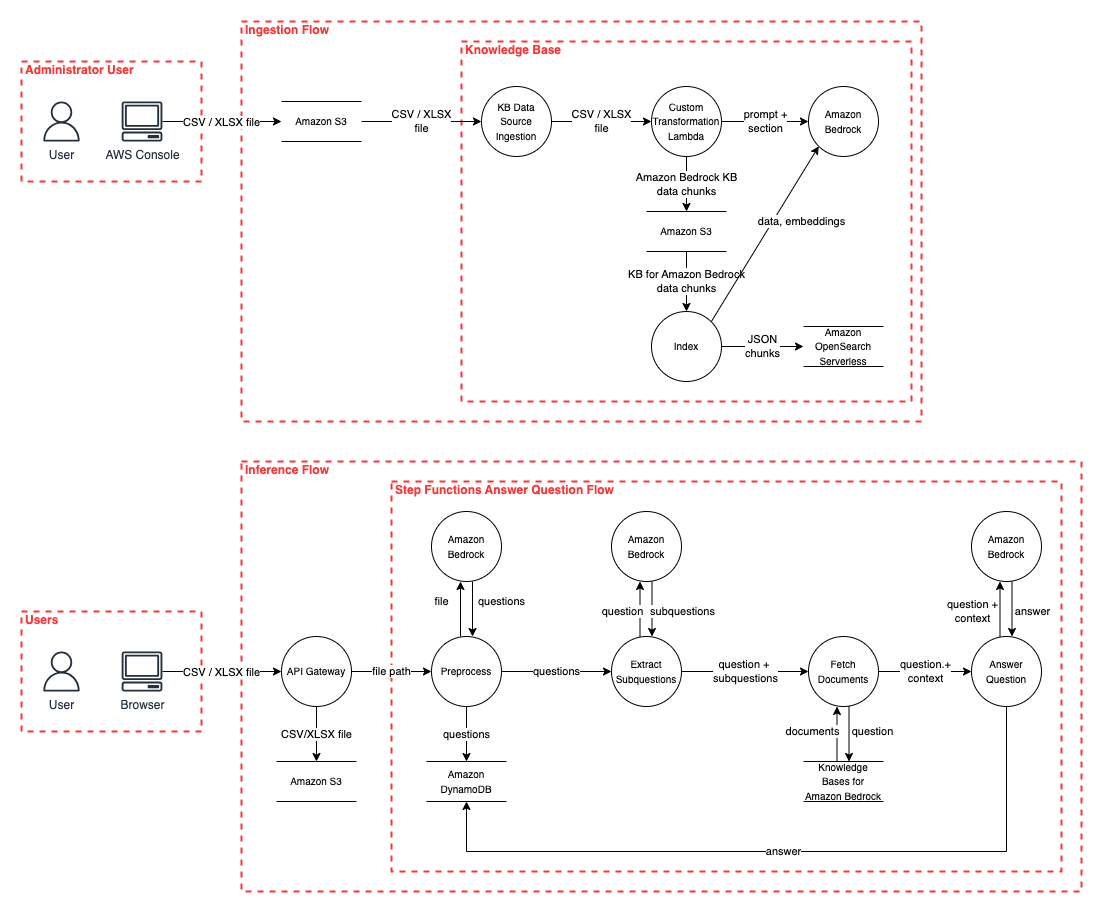 Ingestion Flow
Knowledge Base
Administrator User
User
AWS Console
CSV / XLSX file
Amazon S3
CSV / XLSX
file
KB Data
Source
Ingestion
CSV / XLSX
file
Custom
Transformation
Lambda
prompt +
section
Amazon
Bedrock
Amazon Bedrock KB
data chunks
Amazon S3
data, embeddings
KB for Amazon Bedrock
data chunks
Index
JSON
chunks
Amazon
OpenSearch
Serverless
Inference Flow
Step Functions Answer Question Flow
Amazon
Bedrock
Amazon
Bedrock
Amazon
Bedrock
file
questions
question
subquestions
question +
context
answer
Users
User
Browser
CSV / XLSX file
API Gateway
file path
Preprocess
questions
Extract
Subquestions
question +
subquestions
Fetch
Documents
question.+
context
Answer
Question
CSV/XLSX file
questions
documents
question
Amazon S3
Amazon
DynamoDB
Knowledge
Bases for
Amazon Bedrock
answer